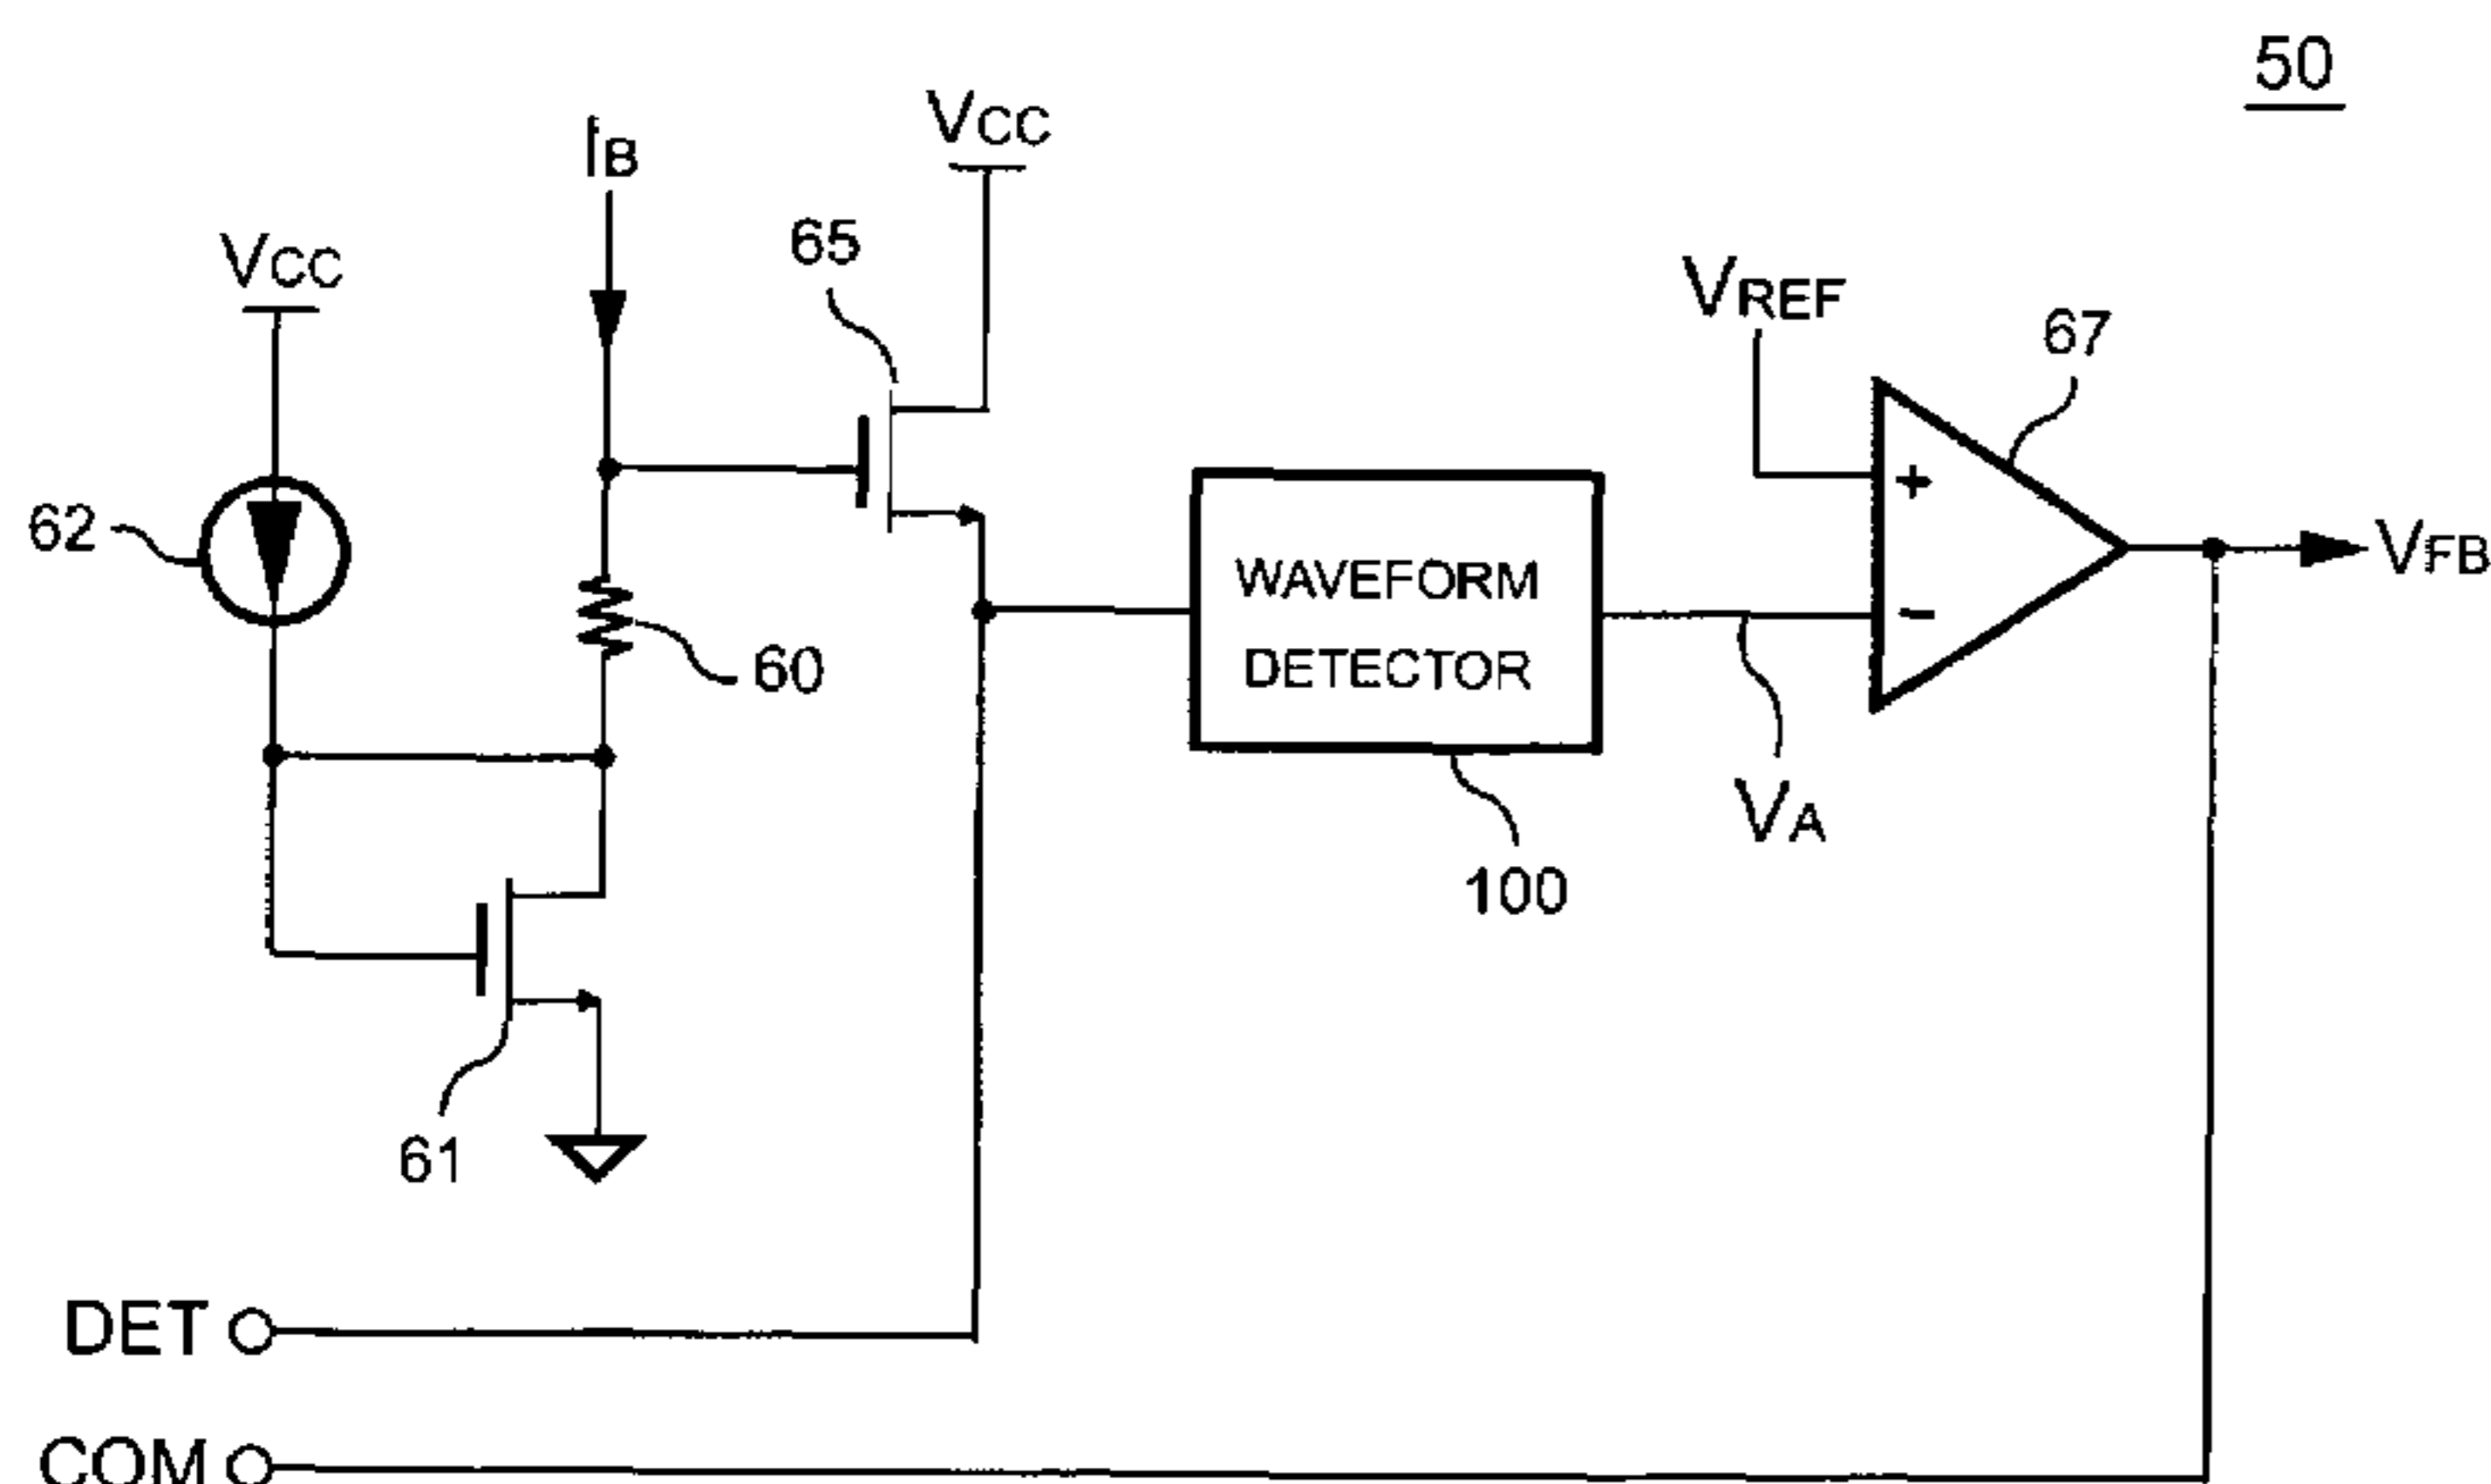 50
VCC
IB
VCC
65
VREF
67
62
+
VFB
WAVEFORM
DETECTOR
-
60
VA
100
61
DET
COM